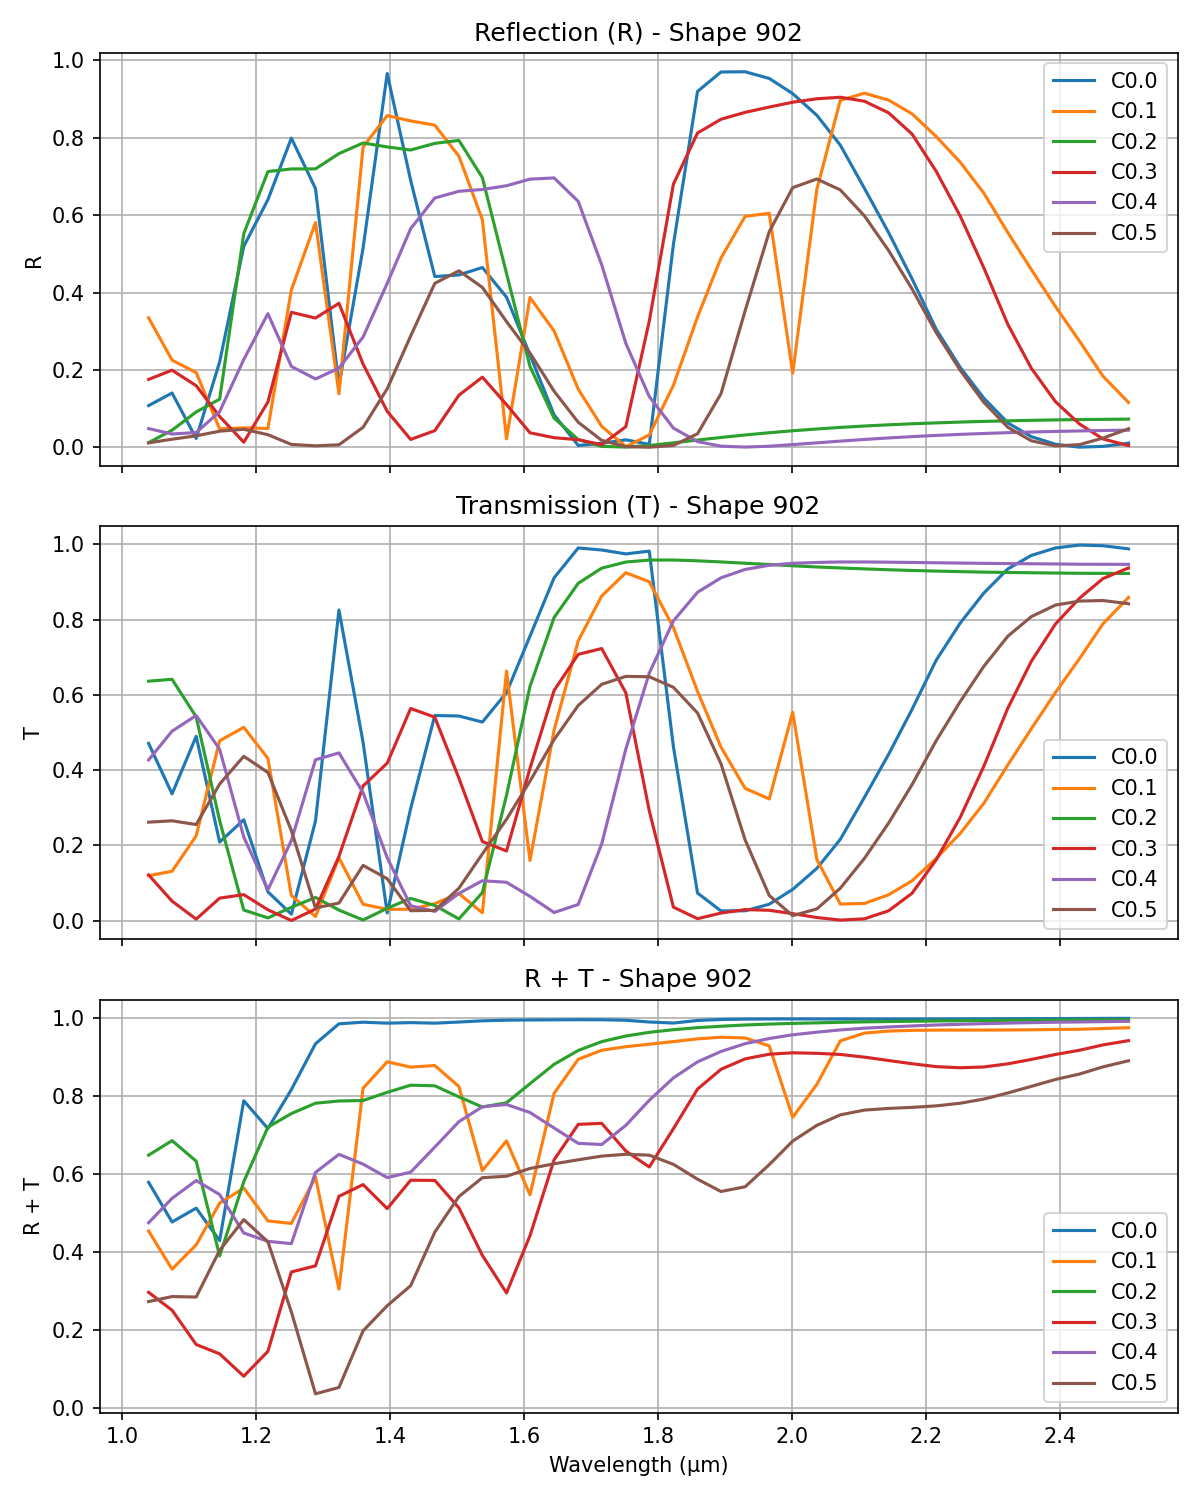 Reflection (R) - Shape 902
1.0
0.8
0.6
0.4
0.2
0.0
R
C0.0
C0.1
C0.2
C0.3
C0.4
C0.5
Transmission (T) - Shape 902
1.0
0.8
0.6
0.4
0.2
0.0
T
C0.0
C0.1
C0.2
C0.3
C0.4
C0.5
R + T - Shape 902
1.0
0.8
0.6
0.4
0.2
0.0
R + T
C0.0
C0.1
C0.2
C0.3
C0.4
C0.5
1.0 1.2 1.4 1.6 1.8 2.0 2.2 2.4
Wavelength (μm)